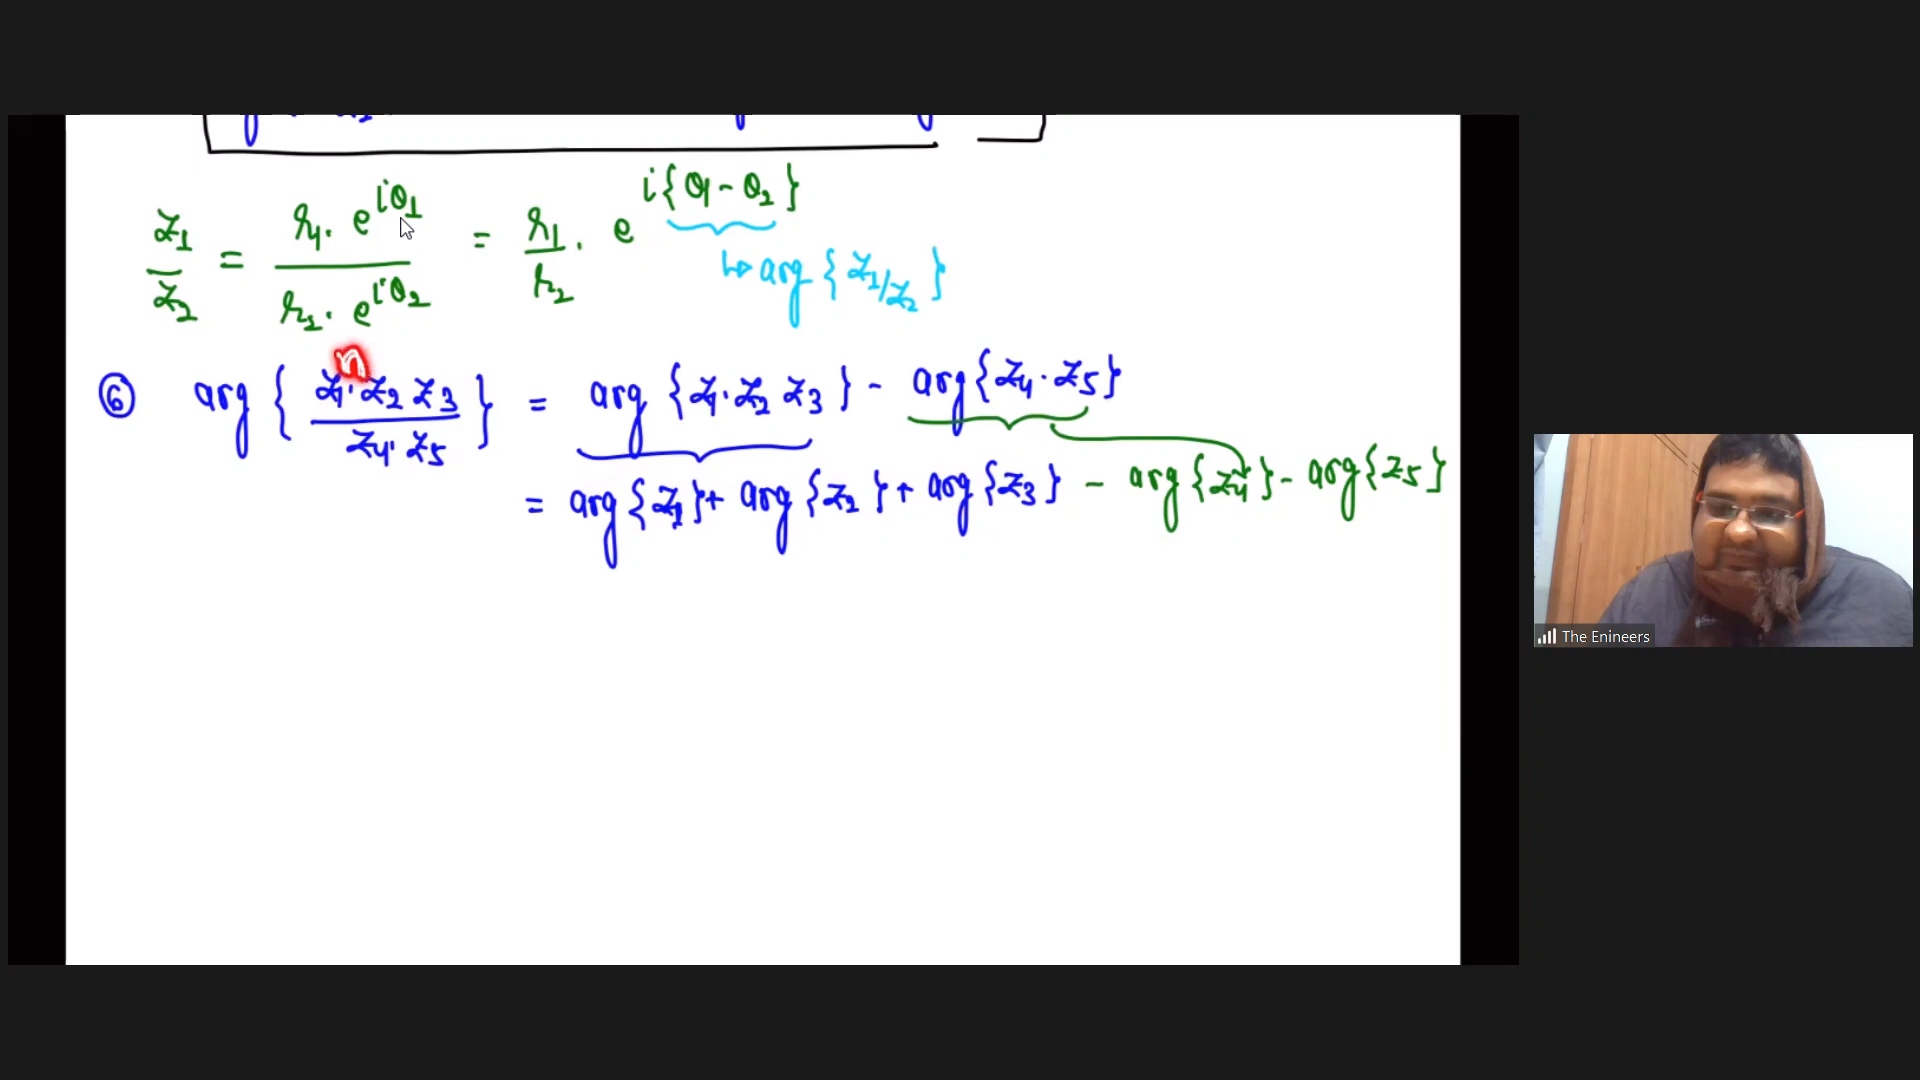 z₁/z₂ = r₁. e^{iθ₁} / r₂. e^{iθ₂} = r₁/r₂ . e^{i{θ₁ - θ₂}}
↳ arg { z₁/z₂ }
n
⑥ arg { z₁. z₂ z₃ / z₄. z₅ } = arg {z₁. z₂ z₃ } - arg{z₄. z₅}
= arg{z₁}+ arg{z₂}+ arg{z₃} - arg{z₄}- arg{z₅}
The Enineers